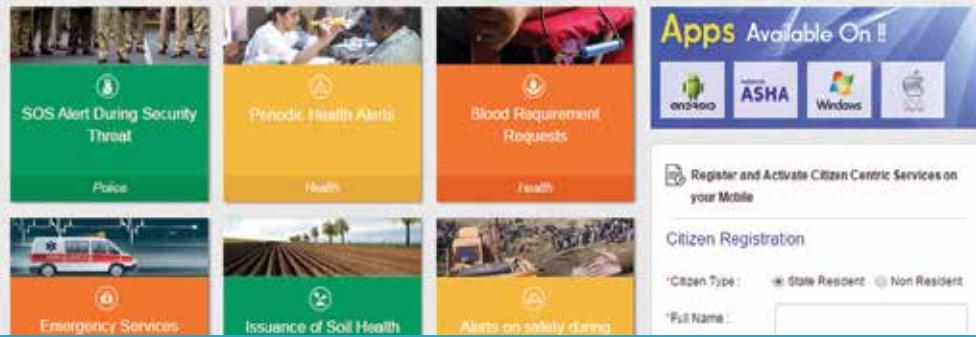 SOS Alert During Security
Threat
Police
Periodic Health Alerts
Health
Blood Requirement
Requests
Health
AMBULANCE
Emergency Services
Issuance of Soil Health
Alerts on safety during
Apps Available On !!
ANDROID
ASHA
Windows
iOS
Register and Activate Citizen Centric Services on
your Mobile
Citizen Registration
*Citizen Type : State Resident Non Resident
*Full Name :